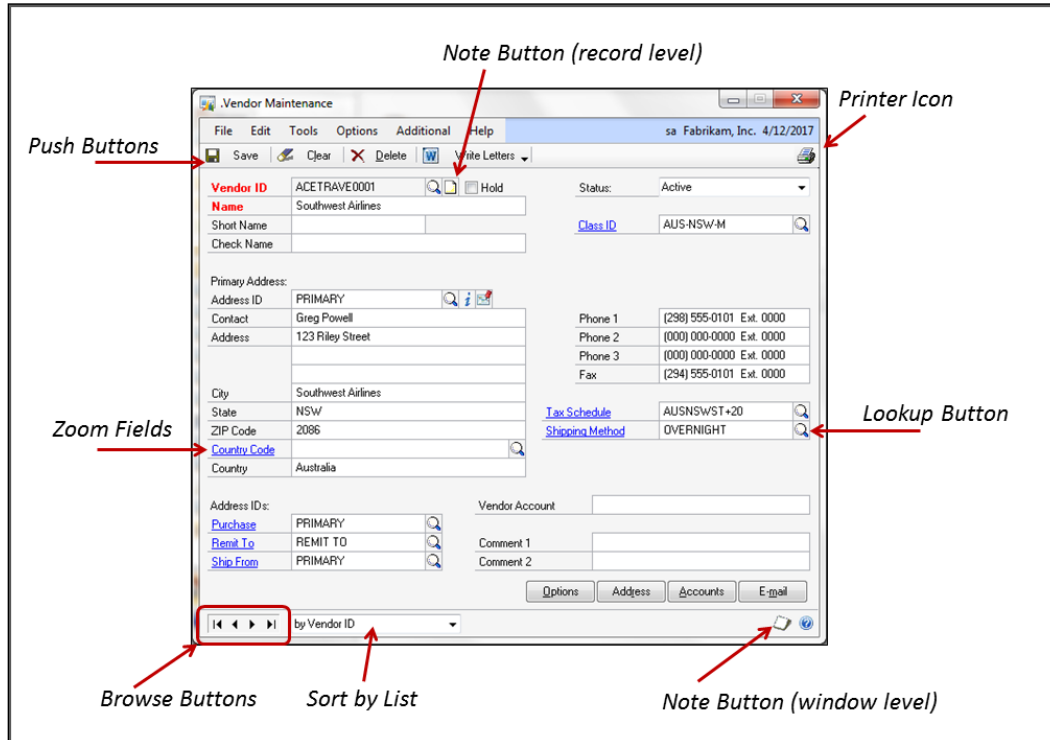 Note Button (record level)
Printer Icon
Push Buttons
.Vendor Maintenance
File Edit Tools Options Additional Help sa Fabrikam, Inc. 4/12/2017
Save Clear Delete Write Letters
Vendor ID ACETRAVE0001 Hold Status: Active
Name Southwest Airlines
Short Name Class ID AUS-NSW-M
Check Name
Primary Address:
Address ID PRIMARY
Contact Greg Powell Phone 1 (298) 555-0101 Ext. 0000
Address 123 Riley Street Phone 2 (000) 000-0000 Ext. 0000
Phone 3 (000) 000-0000 Ext. 0000
Fax (294) 555-0101 Ext. 0000
City Southwest Airlines
State NSW Tax Schedule AUSNSWST+20
ZIP Code 2086 Shipping Method OVERNIGHT
Lookup Button
Zoom Fields
Country Code
Country Australia
Address IDs: Vendor Account
Purchase PRIMARY
Remit To REMIT TO Comment 1
Ship From PRIMARY Comment 2
Options Address Accounts E-mail
by Vendor ID
Browse Buttons
Sort by List
Note Button (window level)